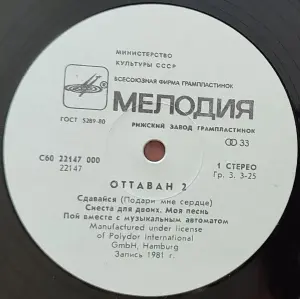 МИНИСТЕРСТВО
КУЛЬТУРЫ СССР
ВСЕСОЮЗНАЯ ФИРМА ГРАМПЛАСТИНОК
МЕЛОДИЯ
ГОСТ 5289-80
РИЖСКИЙ ЗАВОД ГРАМПЛАСТИНОК
33
С60 22147 000
22147
1 СТЕРЕО
Гр. 3. 3-25
ОТТАВАН 2
Сдавайся (Подари мне сердце)
Сиеста для двоих. Моя песнь
Пой вместе с музыкальным автоматом
Manufactured under license
of Polydor international
GmbH, Hamburg
Запись 1981 г.